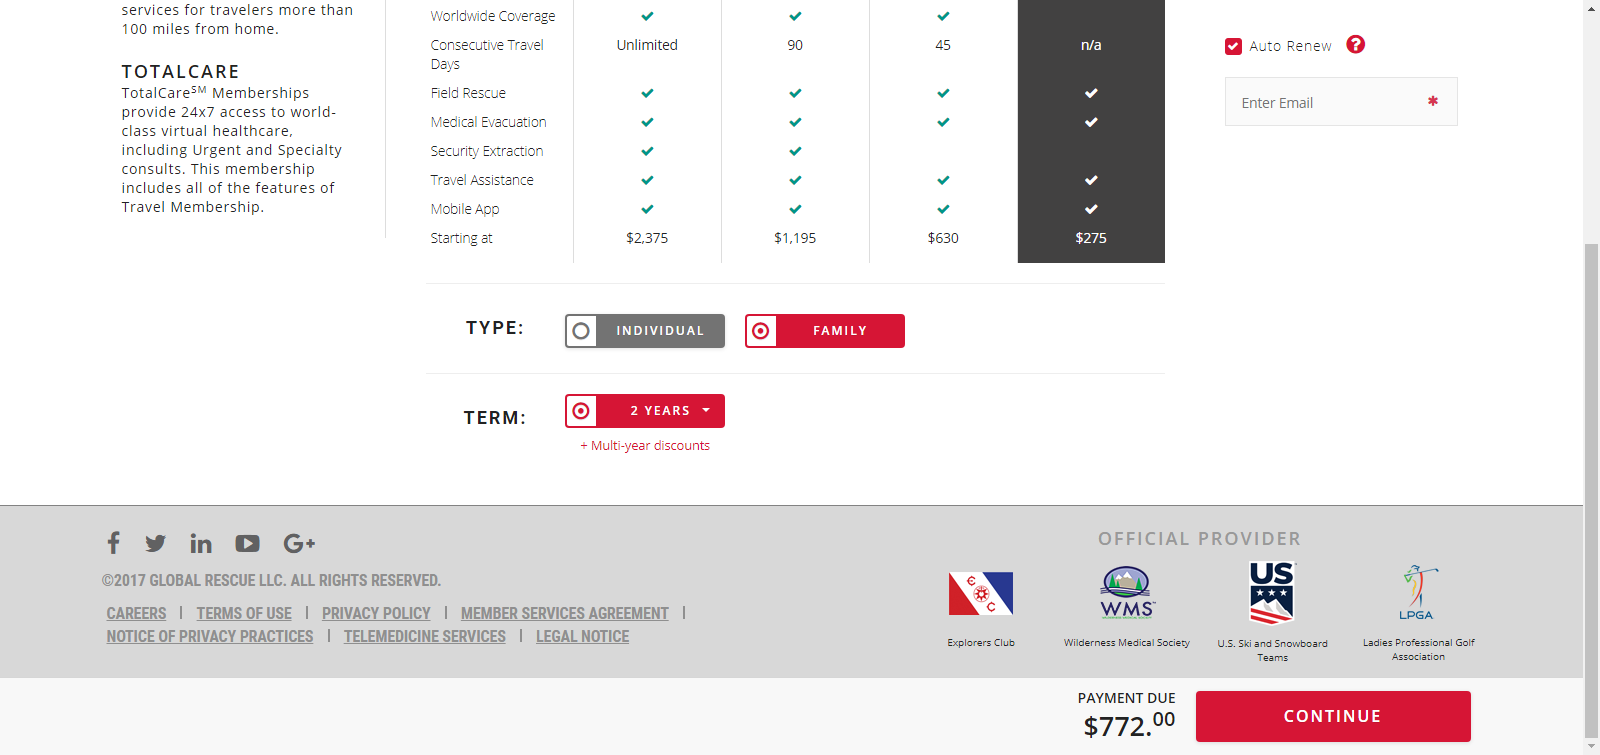 services for travelers more than
100 miles from home.
TOTALCARE
TotalCareSM Memberships
provide 24x7 access to world-
class virtual healthcare,
including Urgent and Specialty
consults. This membership
includes all of the features of
Travel Membership.
Worldwide Coverage
Consecutive Travel Unlimited 90 45 n/a
Days
Field Rescue
Medical Evacuation
Security Extraction
Travel Assistance
Mobile App
Starting at $2,375 $1,195 $630 $275
Auto Renew ?
Enter Email *
TYPE: INDIVIDUAL FAMILY
TERM: 2 YEARS
+ Multi-year discounts
©2017 GLOBAL RESCUE LLC. ALL RIGHTS RESERVED.
CAREERS | TERMS OF USE | PRIVACY POLICY | MEMBER SERVICES AGREEMENT |
NOTICE OF PRIVACY PRACTICES | TELEMEDICINE SERVICES | LEGAL NOTICE
OFFICIAL PROVIDER
E C C
WMS
US
LPGA
Explorers Club
Wilderness Medical Society
U.S. Ski and Snowboard
Teams
Ladies Professional Golf
Association
PAYMENT DUE
$772.00
CONTINUE